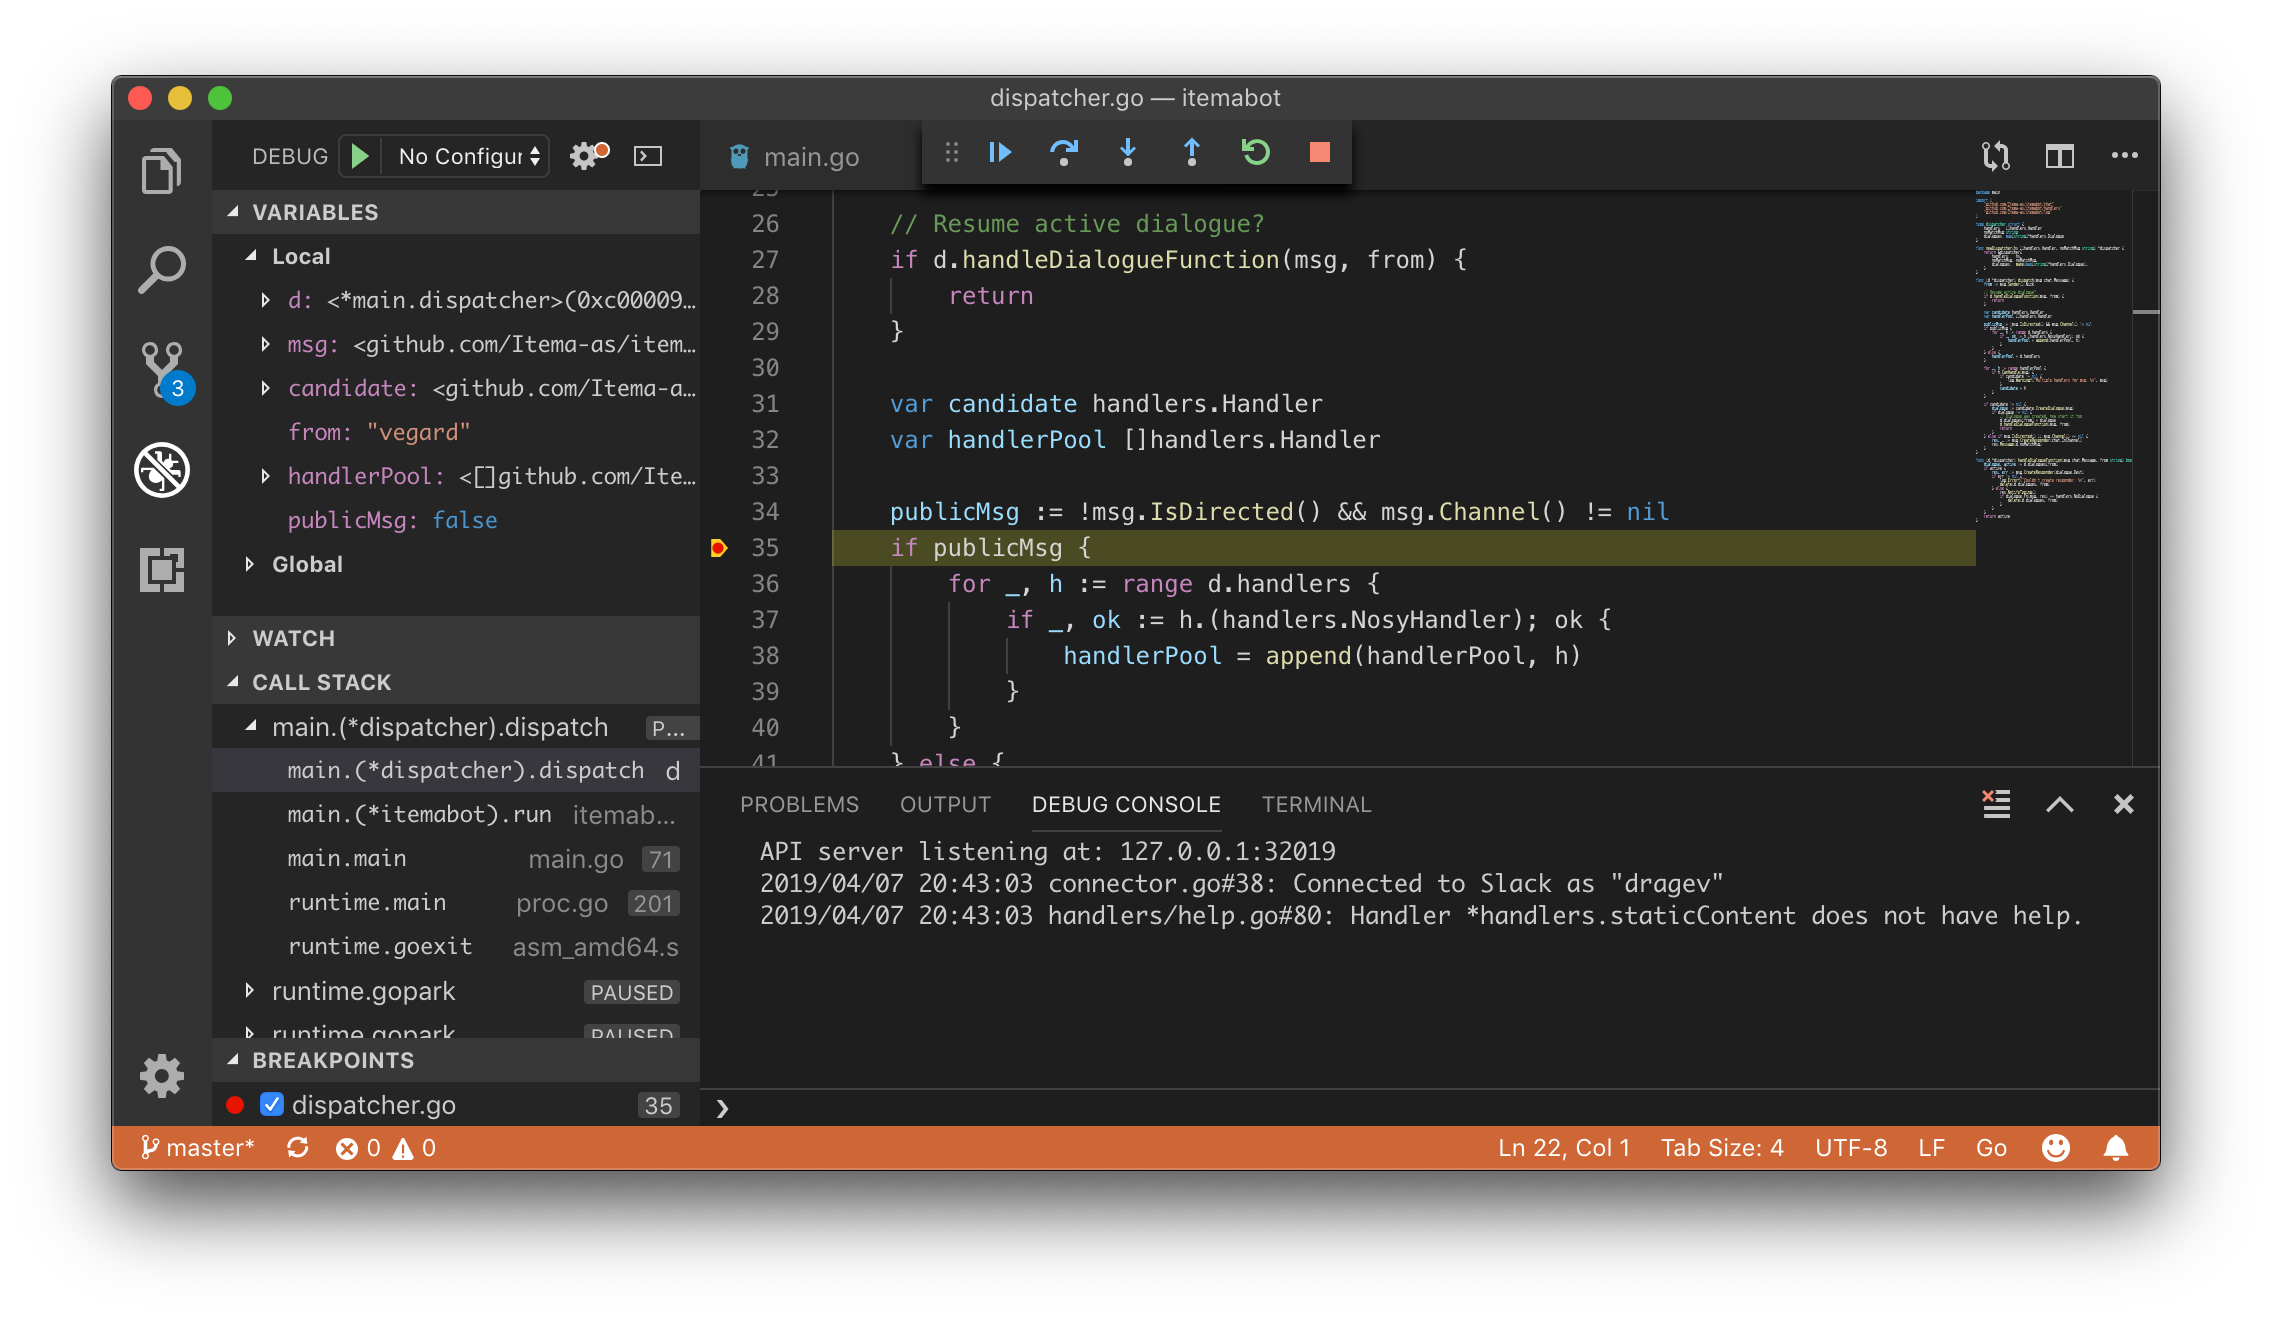 dispatcher.go — itemabot
DEBUG
No Configur
VARIABLES
Local
d: <*main.dispatcher>(0xc00009…
msg: <github.com/Itema-as/item…
candidate: <github.com/Itema-a…
from: "vegard"
handlerPool: <[]github.com/Ite…
publicMsg: false
Global
WATCH
CALL STACK
main.(*dispatcher).dispatch P…
main.(*dispatcher).dispatch d
main.(*itemabot).run itemab…
main.main main.go 71
runtime.main proc.go 201
runtime.goexit asm_amd64.s
runtime.gopark PAUSED
runtime.gopark PAUSED
BREAKPOINTS
dispatcher.go 35
3
main.go
25
26 // Resume active dialogue?
27 if d.handleDialogueFunction(msg, from) {
28 return
29 }
30
31 var candidate handlers.Handler
32 var handlerPool []handlers.Handler
33
34 publicMsg := !msg.IsDirected() && msg.Channel() != nil
35 if publicMsg {
36 for _, h := range d.handlers {
37 if _, ok := h.(handlers.NosyHandler); ok {
38 handlerPool = append(handlerPool, h)
39 }
40 }
41 } else {
PROBLEMS OUTPUT DEBUG CONSOLE TERMINAL
API server listening at: 127.0.0.1:32019
2019/04/07 20:43:03 connector.go#38: Connected to Slack as "dragev"
2019/04/07 20:43:03 handlers/help.go#80: Handler *handlers.staticContent does not have help.
master* 0 0
Ln 22, Col 1 Tab Size: 4 UTF-8 LF Go